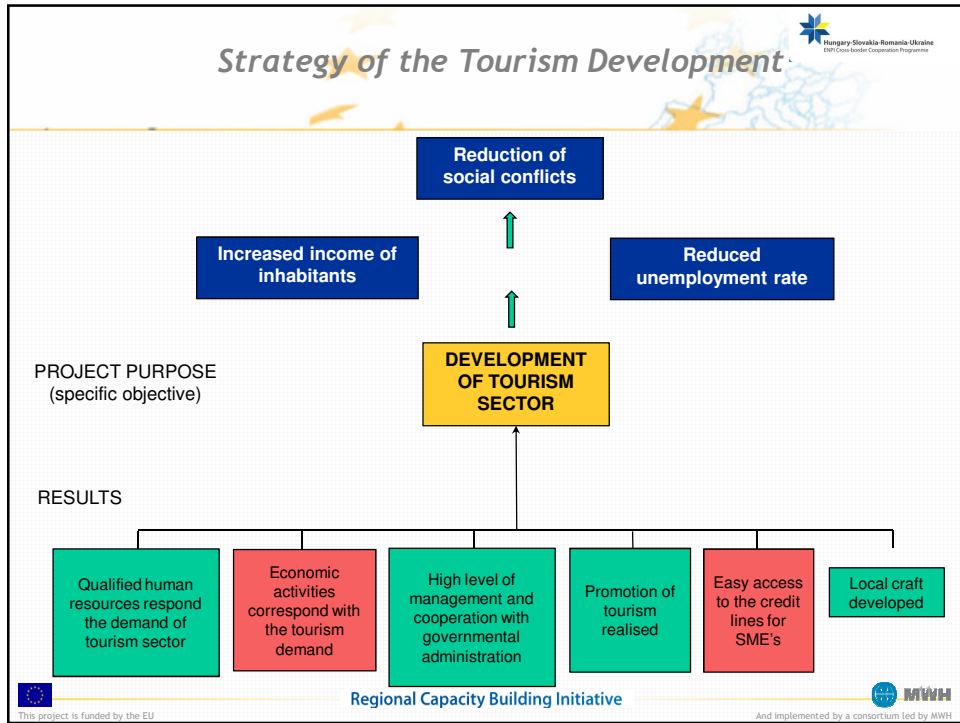 Strategy of the Tourism Development
Hungary-Slovakia-Romania-Ukraine
ENPI Cross-border Cooperation Programme
Reduction of
social conflicts
Increased income of
inhabitants
Reduced
unemployment rate
PROJECT PURPOSE
(specific objective)
DEVELOPMENT
OF TOURISM
SECTOR
RESULTS
Qualified human
resources respond
the demand of
tourism sector
Economic
activities
correspond with
the tourism
demand
High level of
management and
cooperation with
governmental
administration
Promotion of
tourism
realised
Easy access
to the credit
lines for
SME's
Local craft
developed
Regional Capacity Building Initiative
MWH
This project is funded by the EU
And implemented by a consortium led by MWH